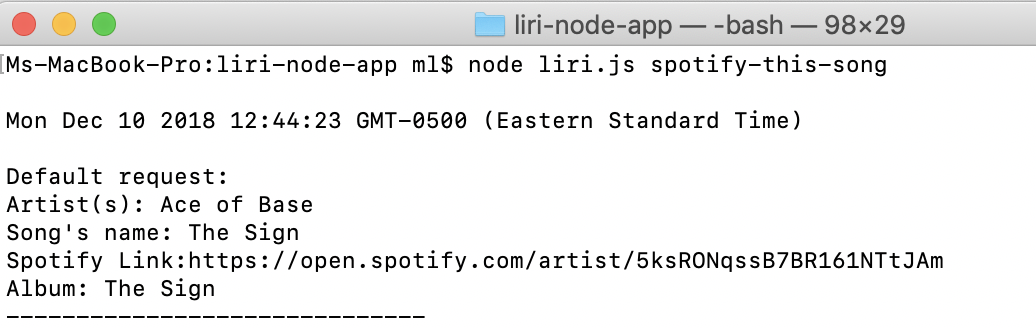 liri-node-app — -bash — 98×29
Ms-MacBook-Pro:liri-node-app ml$ node liri.js spotify-this-song
Mon Dec 10 2018 12:44:23 GMT-0500 (Eastern Standard Time)
Default request:
Artist(s): Ace of Base
Song's name: The Sign
Spotify Link:https://open.spotify.com/artist/5ksRONqssB7BR161NTtJAm
Album: The Sign
------------------------------